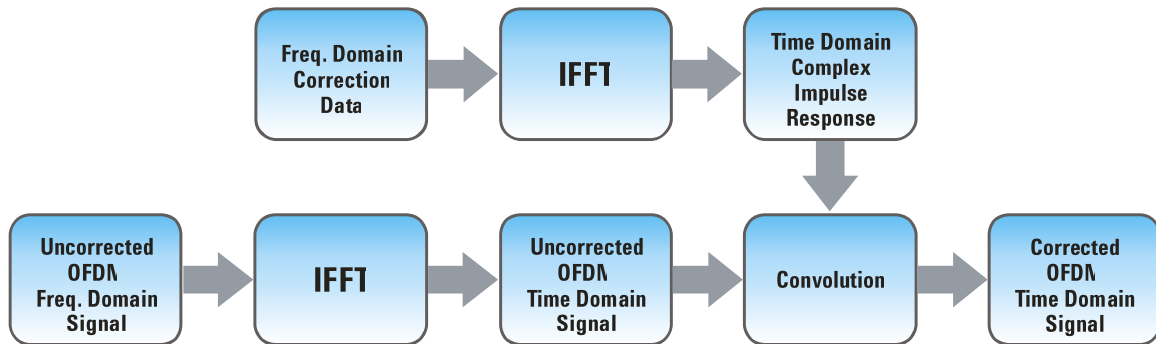 Freq. Domain
Correction
Data
IFFT
Time Domain
Complex
Impulse
Response
Uncorrected
OFDM
Freq. Domain
Signal
IFFT
Uncorrected
OFDM
Time Domain
Signal
Convolution
Corrected
OFDM
Time Domain
Signal